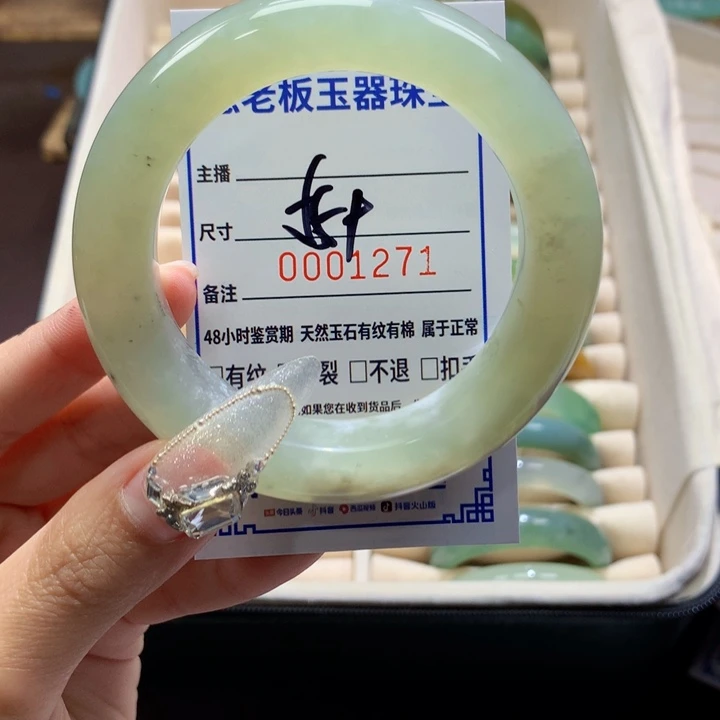 老板玉器珠
主播
尺寸
0001271
备注
48小时鉴赏期 天然玉石有纹有棉 属于正常
□有纹 裂 □不退 □扣
如果您在收到货品后
今日头条 抖音 西瓜视频 抖音火山版